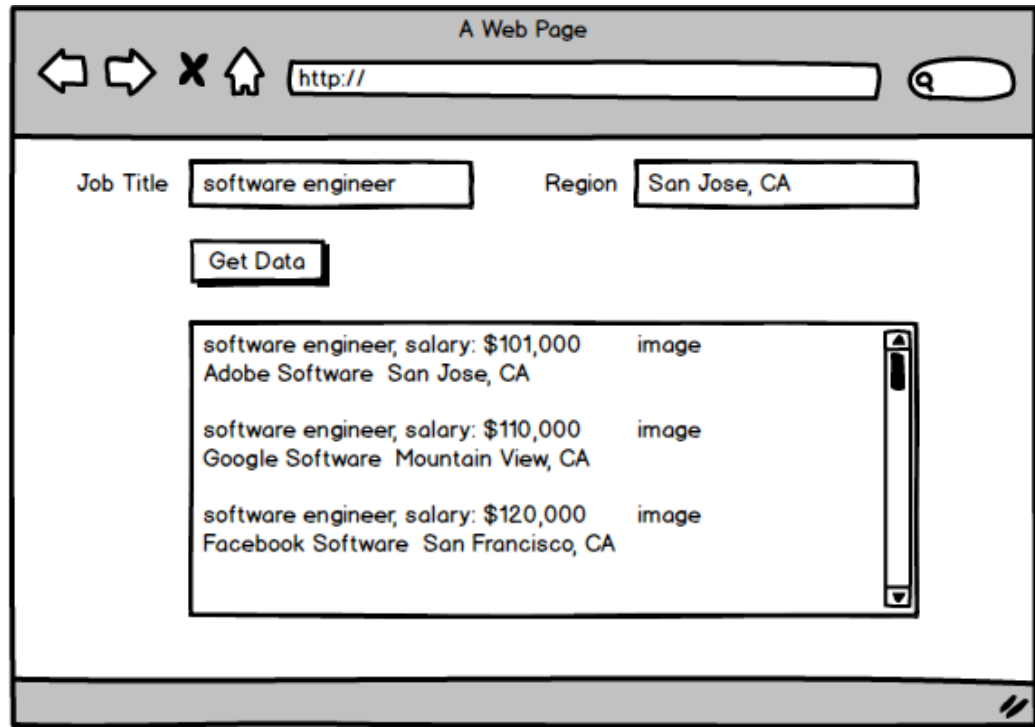 A Web Page
http://
Job Title software engineer Region San Jose, CA
Get Data
software engineer, salary: $101,000 image
Adobe Software San Jose, CA
software engineer, salary: $110,000 image
Google Software Mountain View, CA
software engineer, salary: $120,000 image
Facebook Software San Francisco, CA